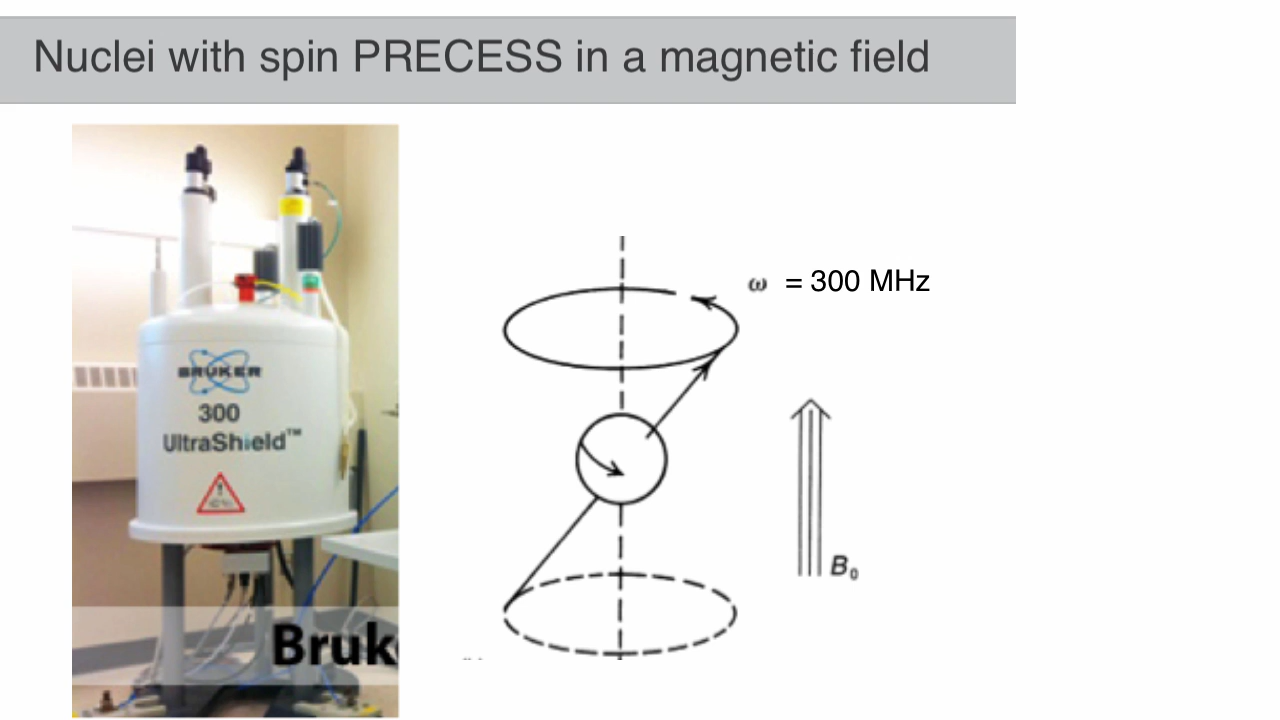 Nuclei with spin PRECESS in a magnetic field
BRUKER
300
UltraShield™
Bruk
ω = 300 MHz
B₀